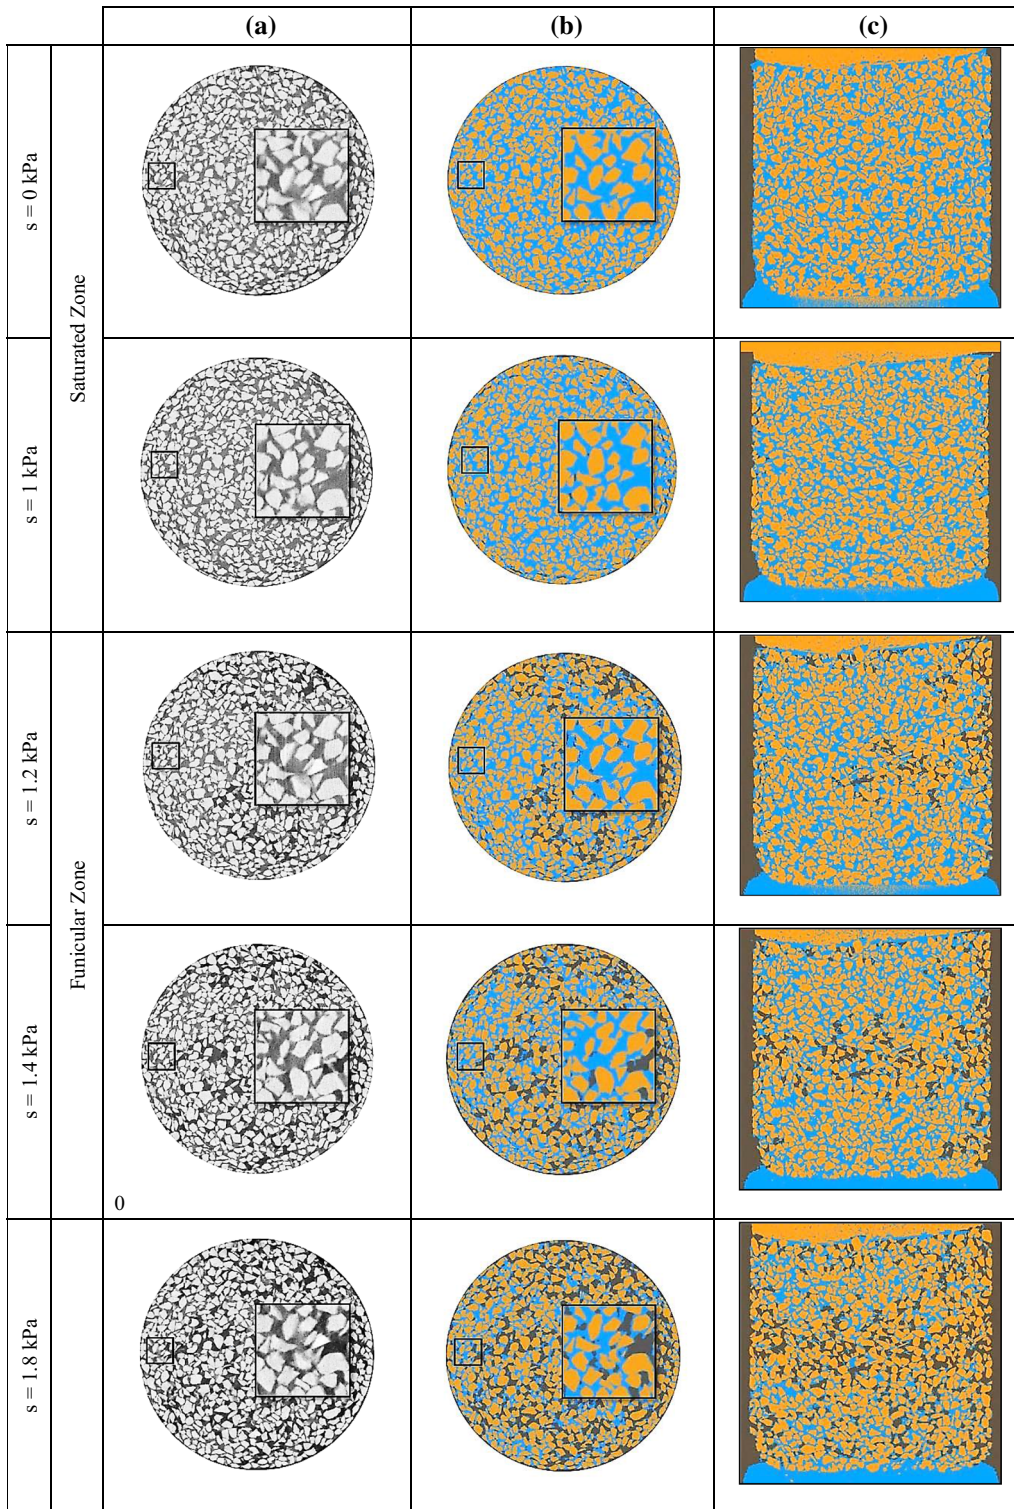 (a) (b) (c)
s = 0 kPa
Saturated Zone
s = 1 kPa
s = 1.2 kPa
Funicular Zone
s = 1.4 kPa
0
s = 1.8 kPa